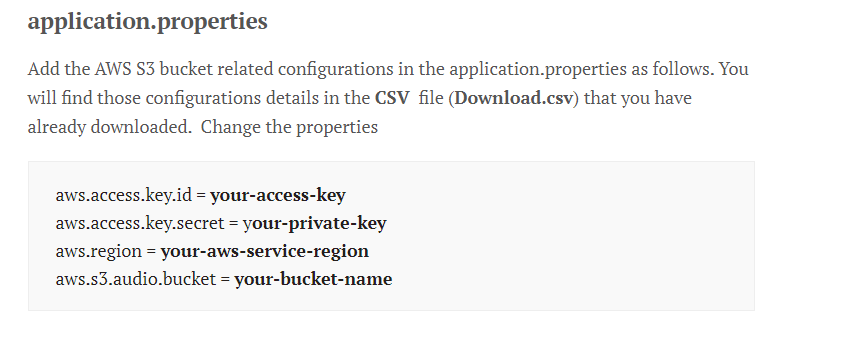 application.properties
Add the AWS S3 bucket related configurations in the application.properties as follows. You
will find those configurations details in the CSV file (Download.csv) that you have
already downloaded. Change the properties
aws.access.key.id = your-access-key
aws.access.key.secret = your-private-key
aws.region = your-aws-service-region
aws.s3.audio.bucket = your-bucket-name